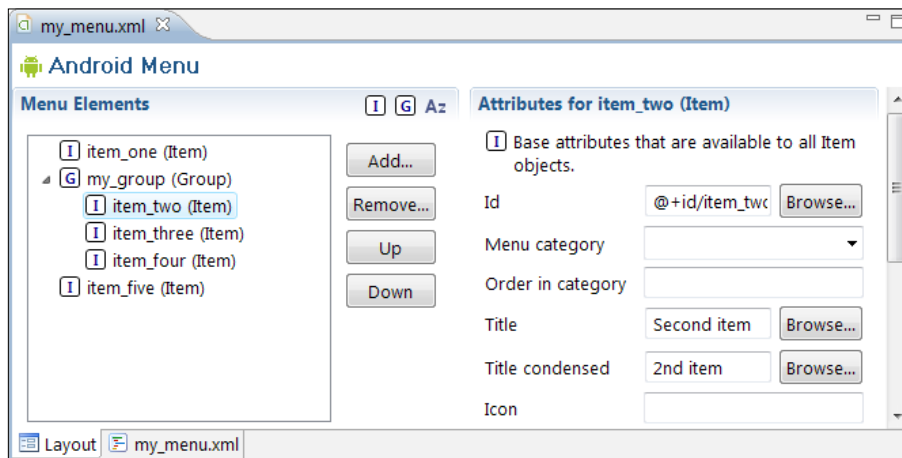 my_menu.xml
Android Menu
Menu Elements
I G Az
I item_one (Item)
G my_group (Group)
I item_two (Item)
I item_three (Item)
I item_four (Item)
I item_five (Item)
Add...
Remove...
Up
Down
Attributes for item_two (Item)
I Base attributes that are available to all Item
objects.
Id @+id/item_two Browse...
Menu category
Order in category
Title Second item Browse...
Title condensed 2nd item Browse...
Icon
Layout my_menu.xml